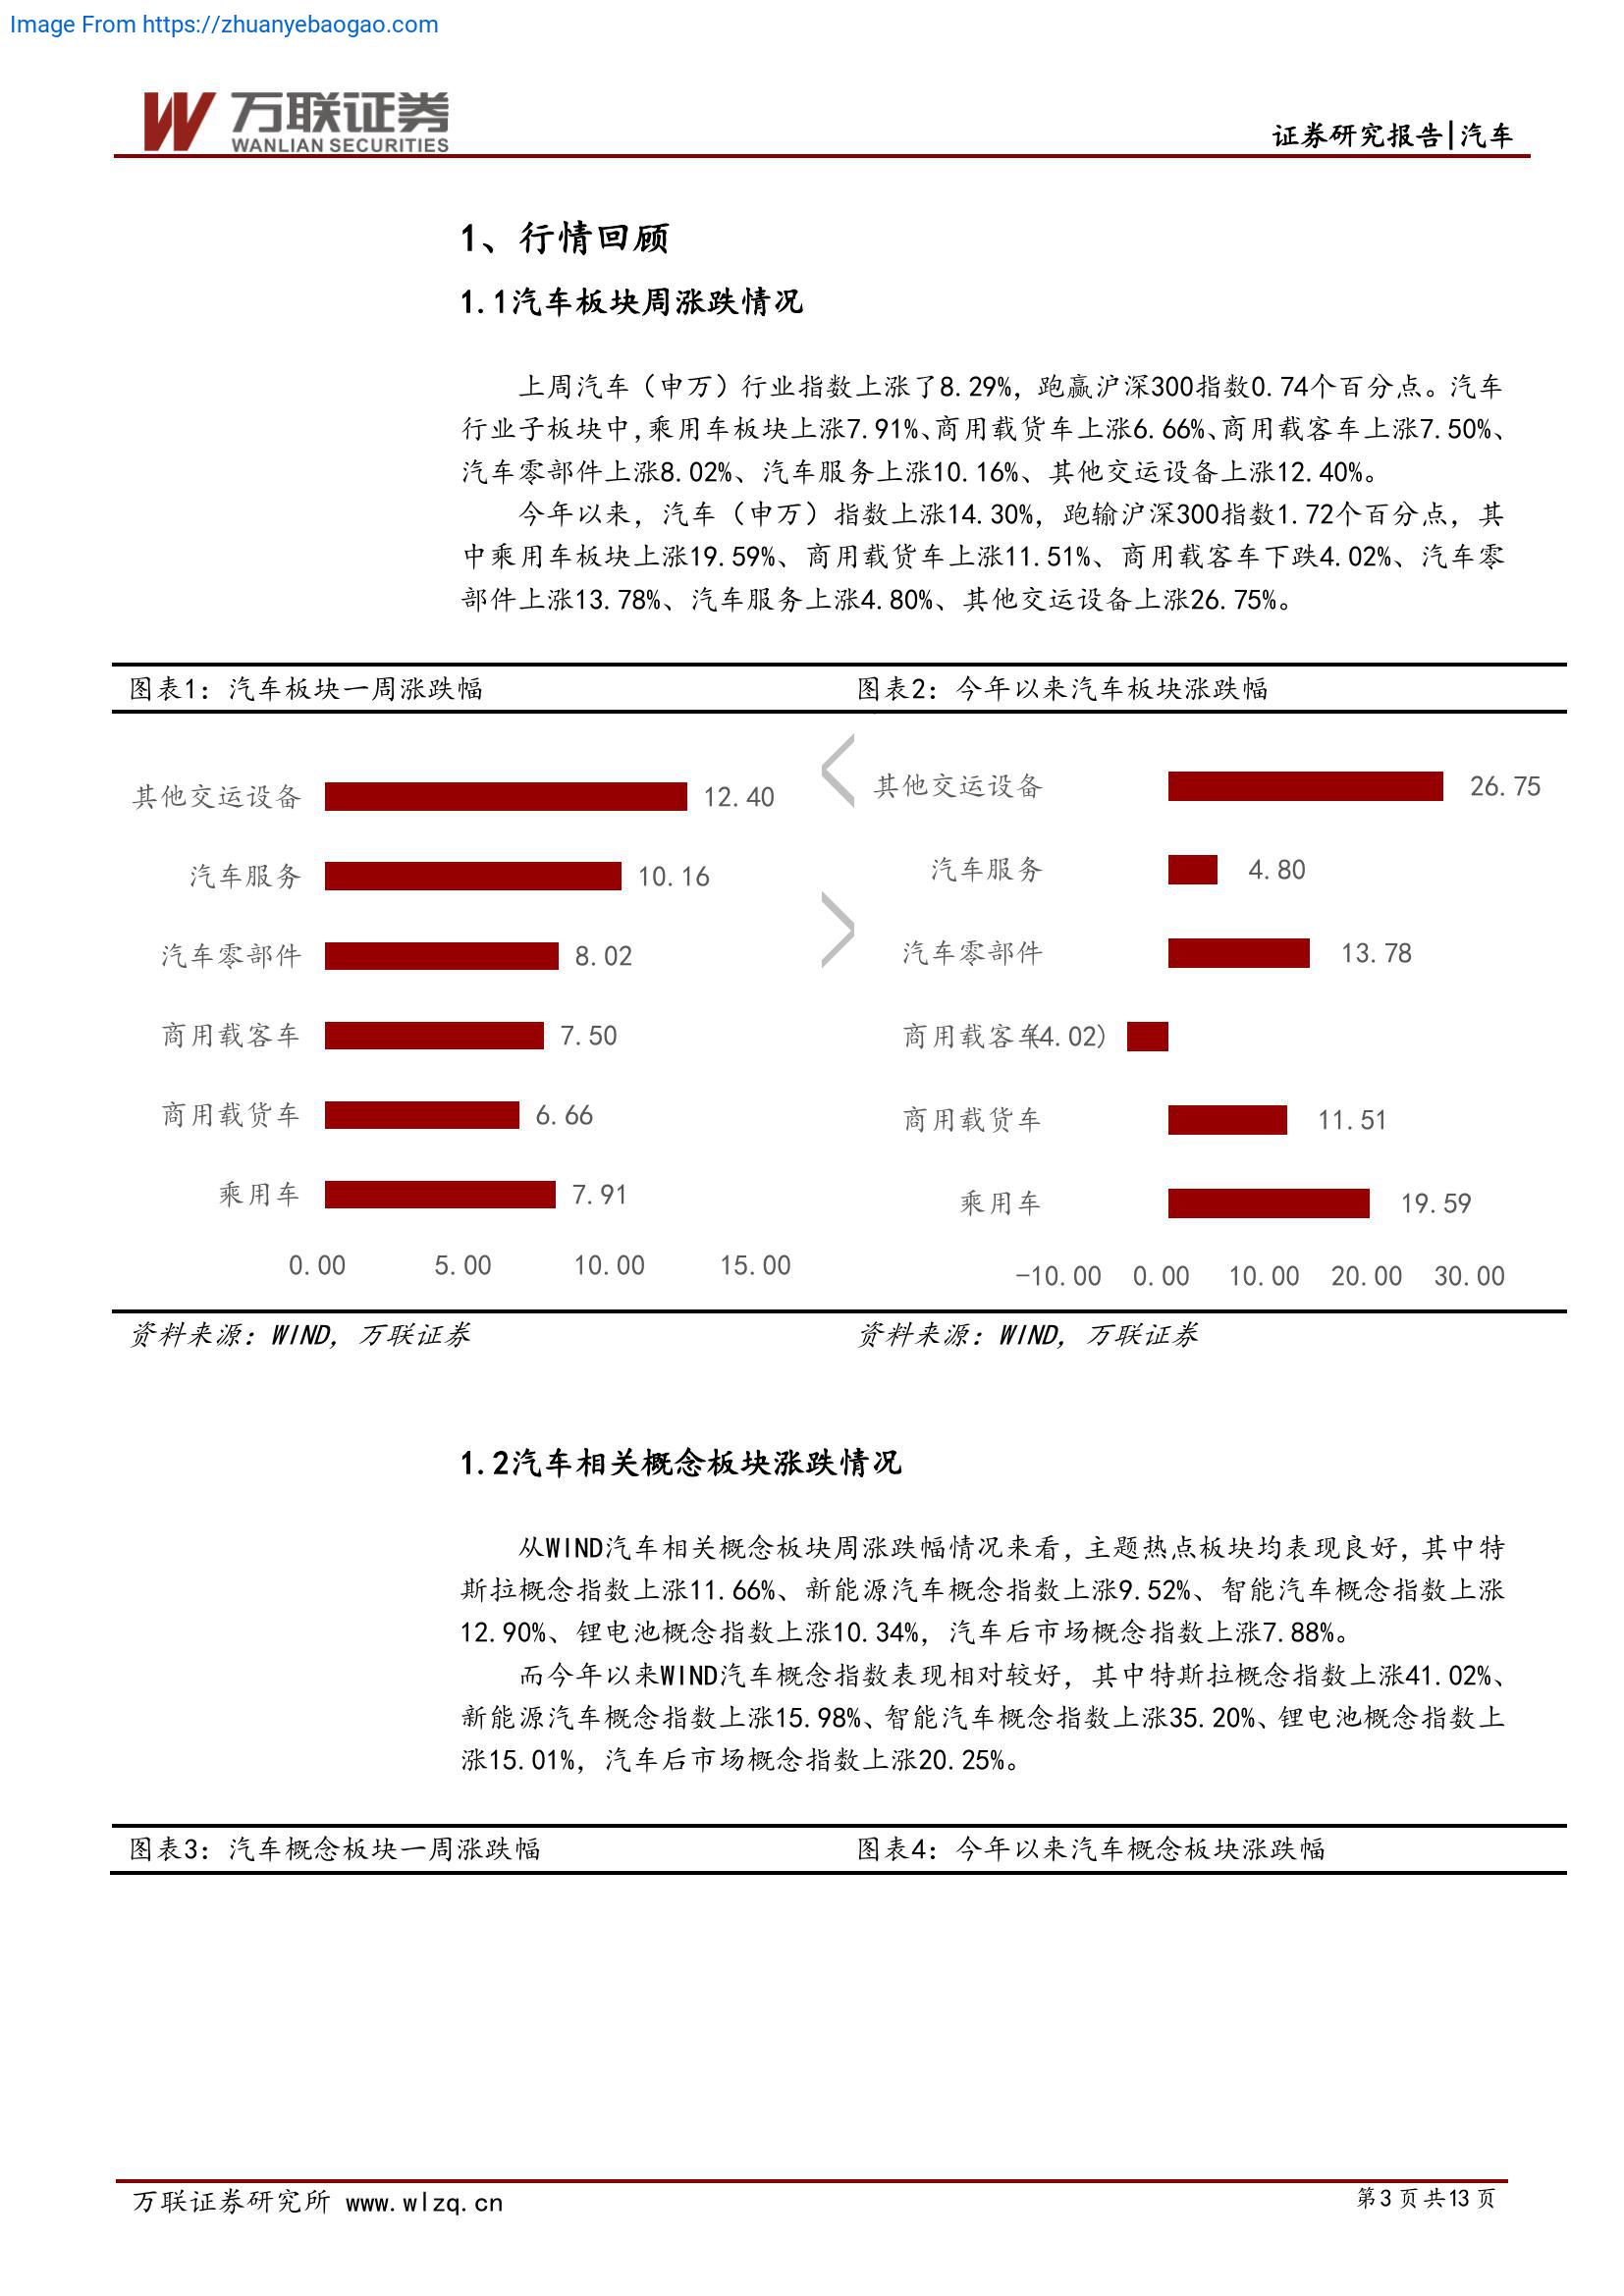 Image From https://zhuanyebaogao.com
万联证券
WANLIAN SECURITIES
证券研究报告|汽车
1、行情回顾
1.1汽车板块周涨跌情况
上周汽车（申万）行业指数上涨了8.29%，跑赢沪深300指数0.74个百分点。汽车
行业子板块中，乘用车板块上涨7.91%、商用载货车上涨6.66%、商用载客车上涨7.50%、
汽车零部件上涨8.02%、汽车服务上涨10.16%、其他交运设备上涨12.40%。
今年以来，汽车（申万）指数上涨14.30%，跑输沪深300指数1.72个百分点，其
中乘用车板块上涨19.59%、商用载货车上涨11.51%、商用载客车下跌4.02%、汽车零
部件上涨13.78%、汽车服务上涨4.80%、其他交运设备上涨26.75%。
图表1：汽车板块一周涨跌幅
图表2：今年以来汽车板块涨跌幅
其他交运设备 12.40
汽车服务 10.16
汽车零部件 8.02
商用载客车 7.50
商用载货车 6.66
乘用车 7.91
0.00 5.00 10.00 15.00
其他交运设备 26.75
汽车服务 4.80
汽车零部件 13.78
商用载客车 (4.02)
商用载货车 11.51
乘用车 19.59
-10.00 0.00 10.00 20.00 30.00
资料来源：WIND，万联证券
资料来源：WIND，万联证券
1.2汽车相关概念板块涨跌情况
从WIND汽车相关概念板块周涨跌幅情况来看，主题热点板块均表现良好，其中特
斯拉概念指数上涨11.66%、新能源汽车概念指数上涨9.52%、智能汽车概念指数上涨
12.90%、锂电池概念指数上涨10.34%，汽车后市场概念指数上涨7.88%。
而今年以来WIND汽车概念指数表现相对较好，其中特斯拉概念指数上涨41.02%、
新能源汽车概念指数上涨15.98%、智能汽车概念指数上涨35.20%、锂电池概念指数上
涨15.01%，汽车后市场概念指数上涨20.25%。
图表3：汽车概念板块一周涨跌幅
图表4：今年以来汽车概念板块涨跌幅
万联证券研究所 www.wlzq.cn
第3页共13页